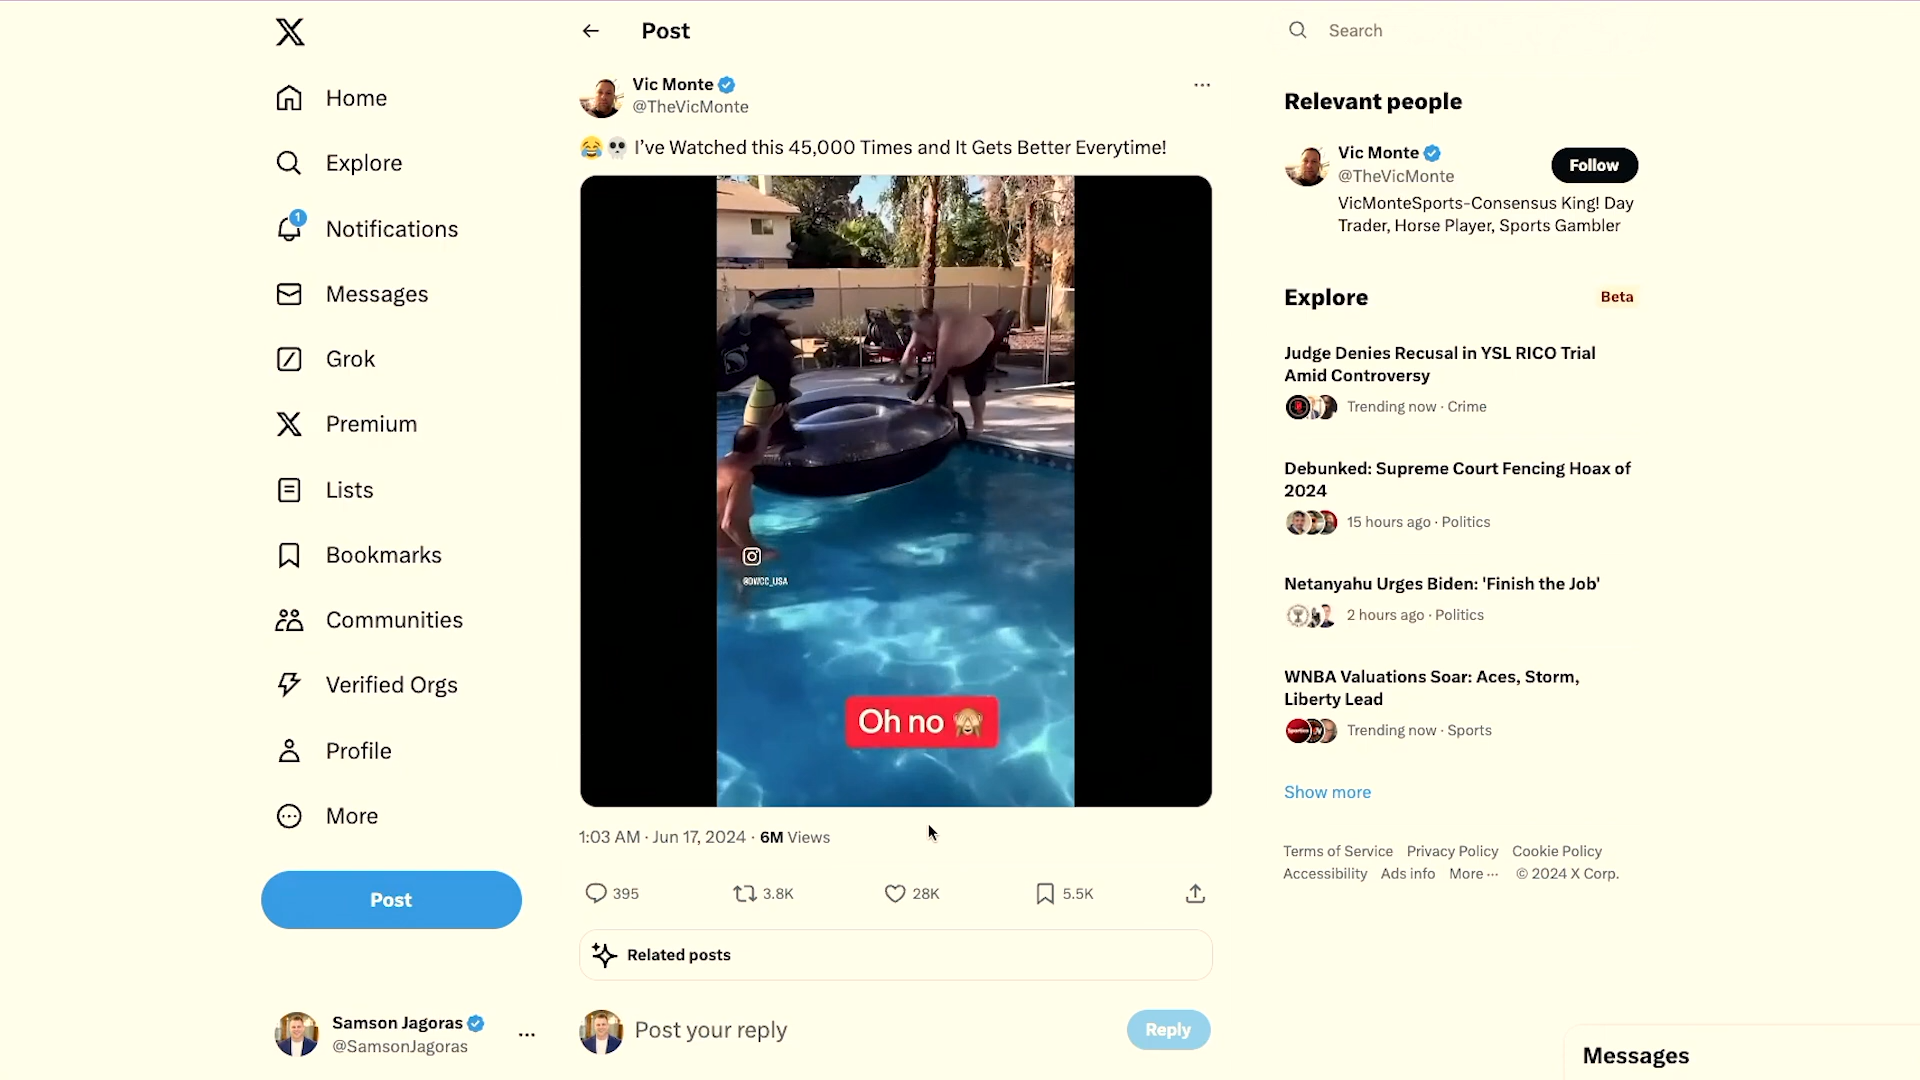 Home
Explore
1
Notifications
Messages
Grok
Premium
Lists
Bookmarks
Communities
Verified Orgs
Profile
More
Post
Samson Jagoras
@SamsonJagoras
Post
Vic Monte
@TheVicMonte
😂💀 I’ve Watched this 45,000 Times and It Gets Better Everytime!
@DWCC_USA
Oh no 🙈
1:03 AM · Jun 17, 2024 · 6M Views
395 3.8K 28K 5.5K
Related posts
Post your reply
Reply
Search
Relevant people
Vic Monte
@TheVicMonte
Follow
VicMonteSports-Consensus King! Day
Trader, Horse Player, Sports Gambler
Explore
Beta
Judge Denies Recusal in YSL RICO Trial
Amid Controversy
Trending now · Crime
Debunked: Supreme Court Fencing Hoax of
2024
15 hours ago · Politics
Netanyahu Urges Biden: 'Finish the Job'
2 hours ago · Politics
WNBA Valuations Soar: Aces, Storm,
Liberty Lead
Trending now · Sports
Show more
Terms of Service Privacy Policy Cookie Policy
Accessibility Ads info More ··· © 2024 X Corp.
Messages